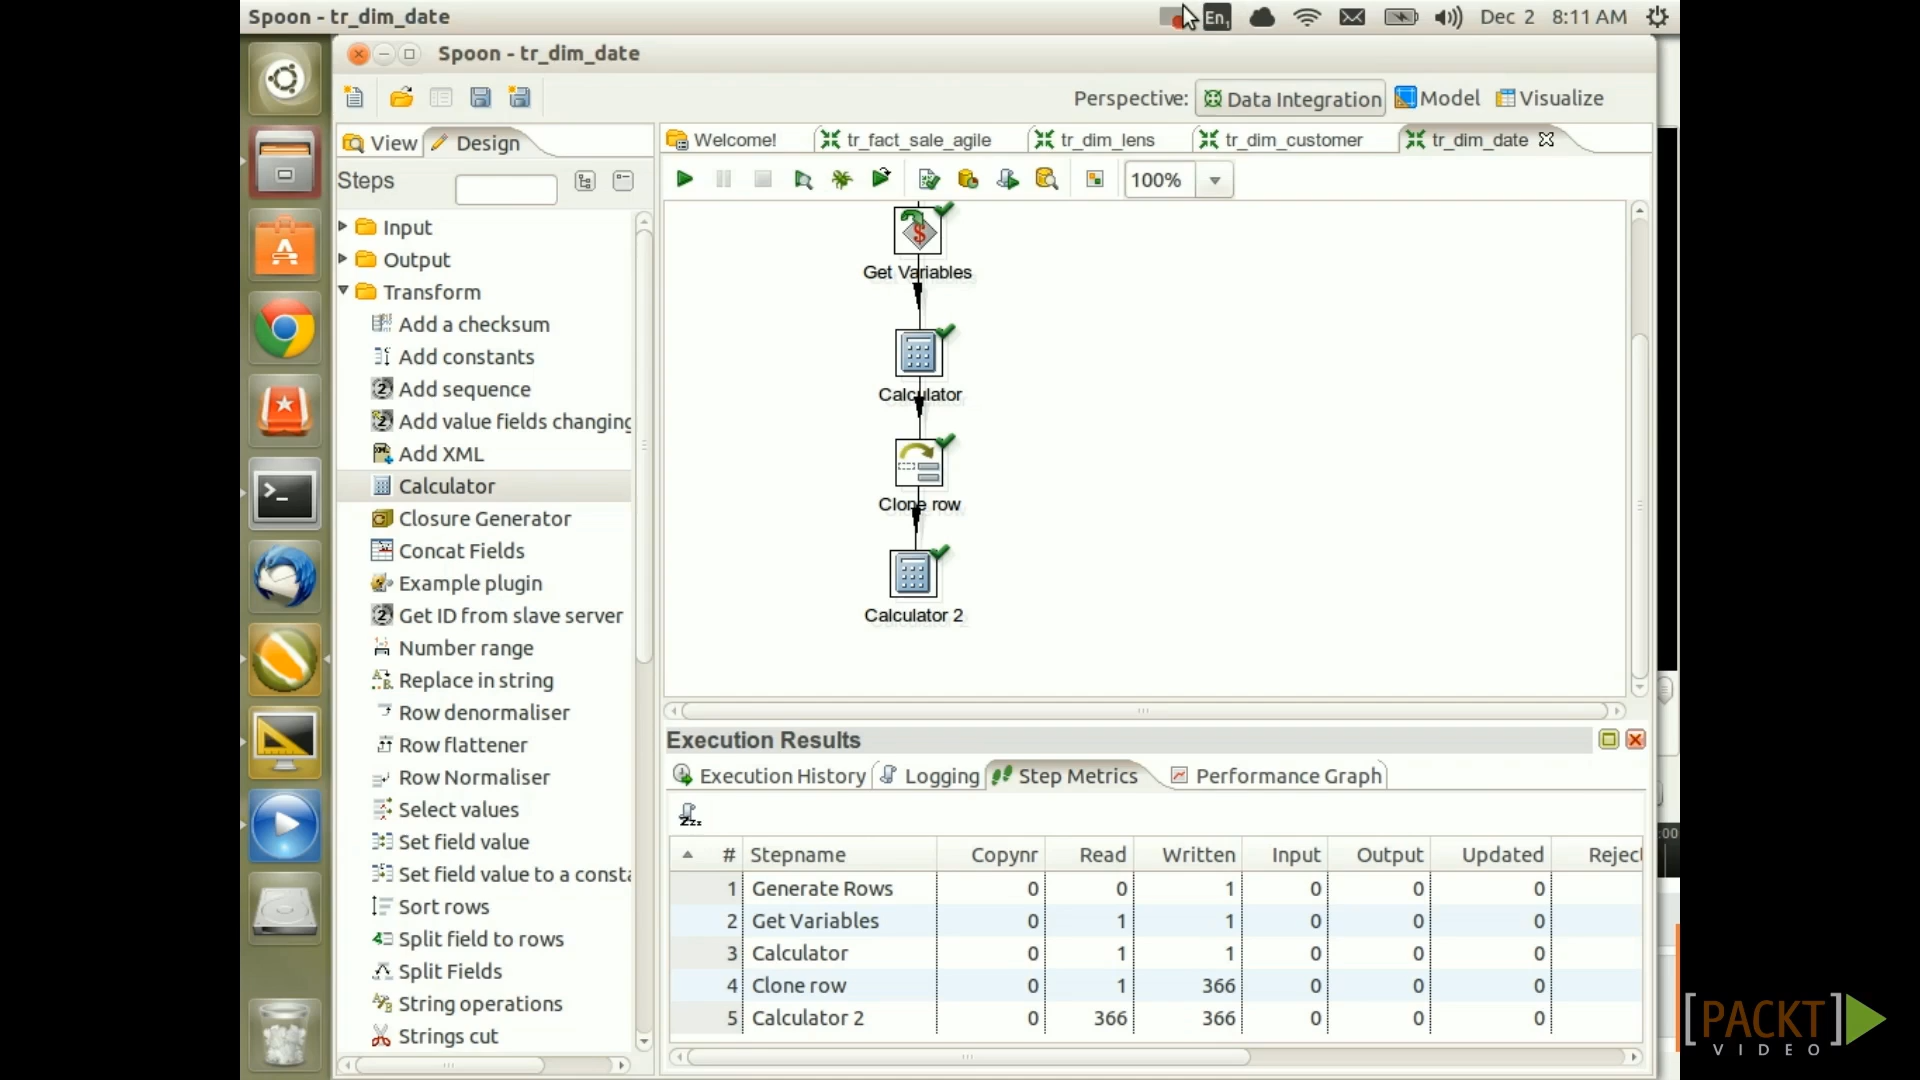 Spoon - tr_dim_date
En1
Dec 2 8:11 AM
Spoon - tr_dim_date
Perspective: Data Integration Model Visualize
View Design
Welcome! tr_fact_sale_agile tr_dim_lens tr_dim_customer tr_dim_date
Steps
100%
Input
Output
Transform
Add a checksum
Add constants
Add sequence
Add value fields changing
Add XML
Calculator
Closure Generator
Concat Fields
Example plugin
Get ID from slave server
Number range
Replace in string
Row denormaliser
Row flattener
Row Normaliser
Select values
Set field value
Set field value to a consta
Sort rows
Split field to rows
Split Fields
String operations
Strings cut
Get Variables
Calculator
Clone row
Calculator 2
Execution Results
Execution History Logging Step Metrics Performance Graph
# Stepname Copynr Read Written Input Output Updated Reject
1 Generate Rows 0 0 1 0 0 0
2 Get Variables 0 1 1 0 0 0
3 Calculator 0 1 1 0 0 0
4 Clone row 0 1 366 0 0 0
5 Calculator 2 0 366 366 0 0 0
:00
[PACKT]
VIDEO